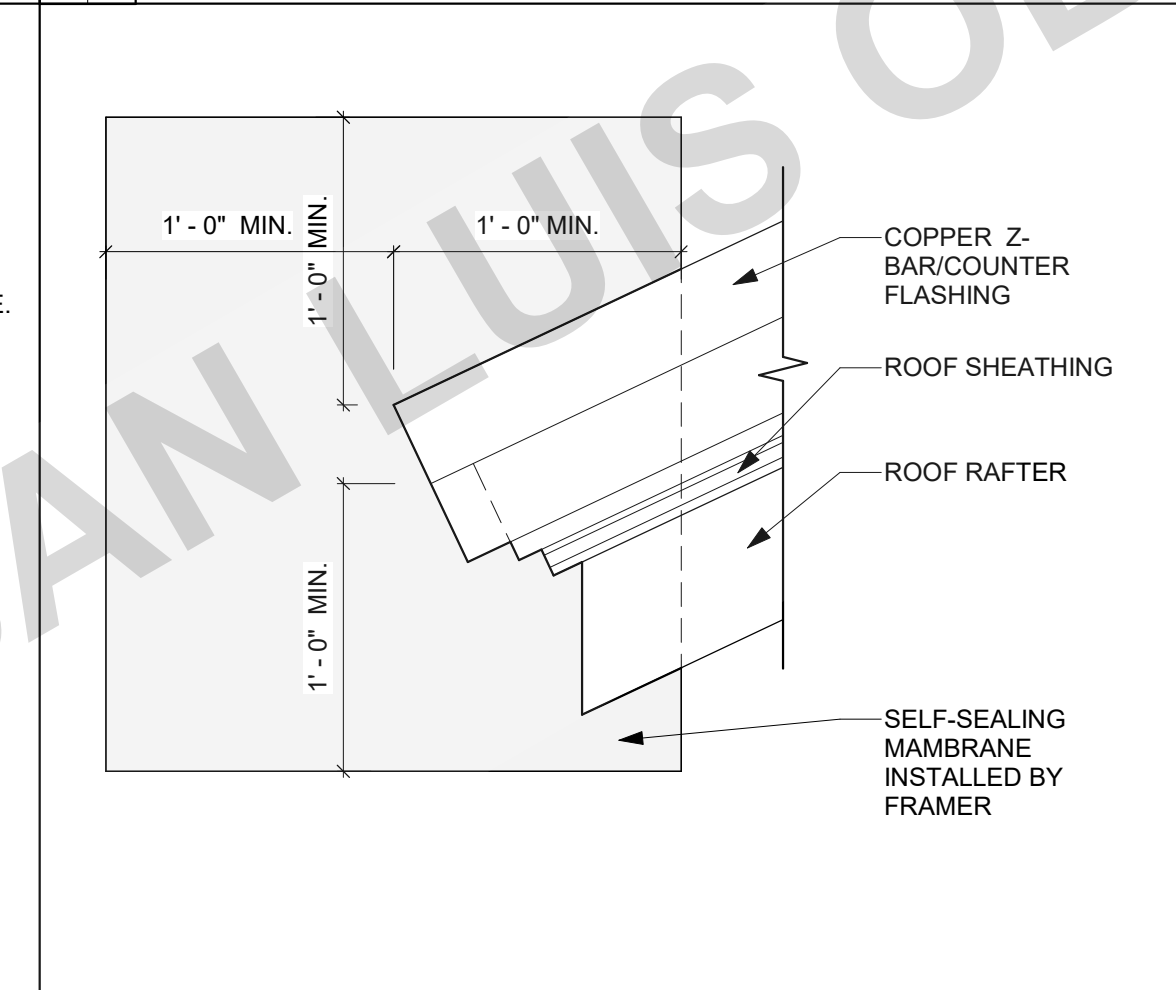 SAN LUIS OB
1' - 0" MIN.
1' - 0" MIN.
1' - 0" MIN.
COPPER Z-
BAR/COUNTER
FLASHING
E.
ROOF SHEATHING
ROOF RAFTER
1' - 0" MIN.
SELF-SEALING
MAMBRANE
INSTALLED BY
FRAMER